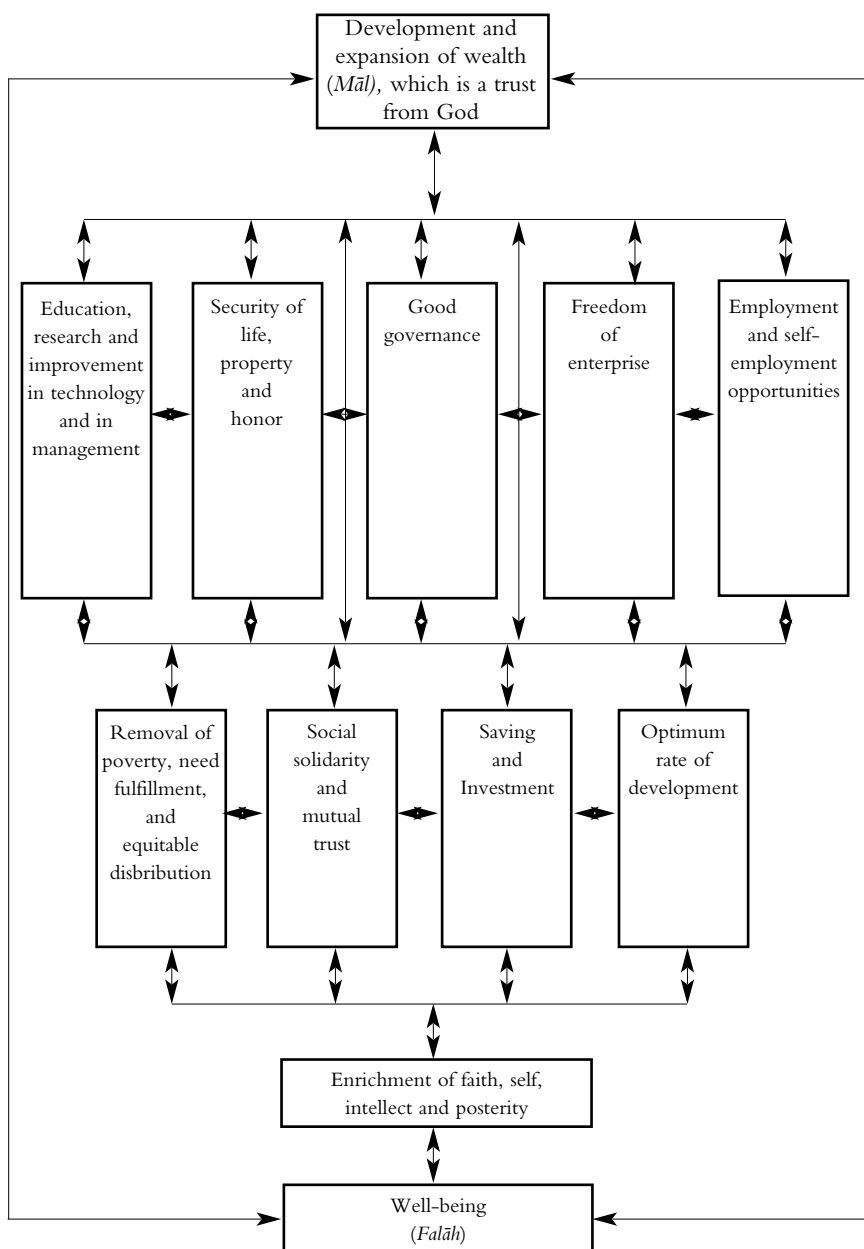 Development and
expansion of wealth
(Māl), which is a trust
from God
Education,
research and
improvement
in technology
and in
management
Security of
life,
property
and
honor
Good
governance
Freedom
of
enterprise
Employment
and self-
employment
opportunities
Removal of
poverty, need
fulfillment,
and
equitable
disbribution
Social
solidarity
and
mutual
trust
Saving
and
Investment
Optimum
rate of
development
Enrichment of faith, self,
intellect and posterity
Well-being
(Falāh)